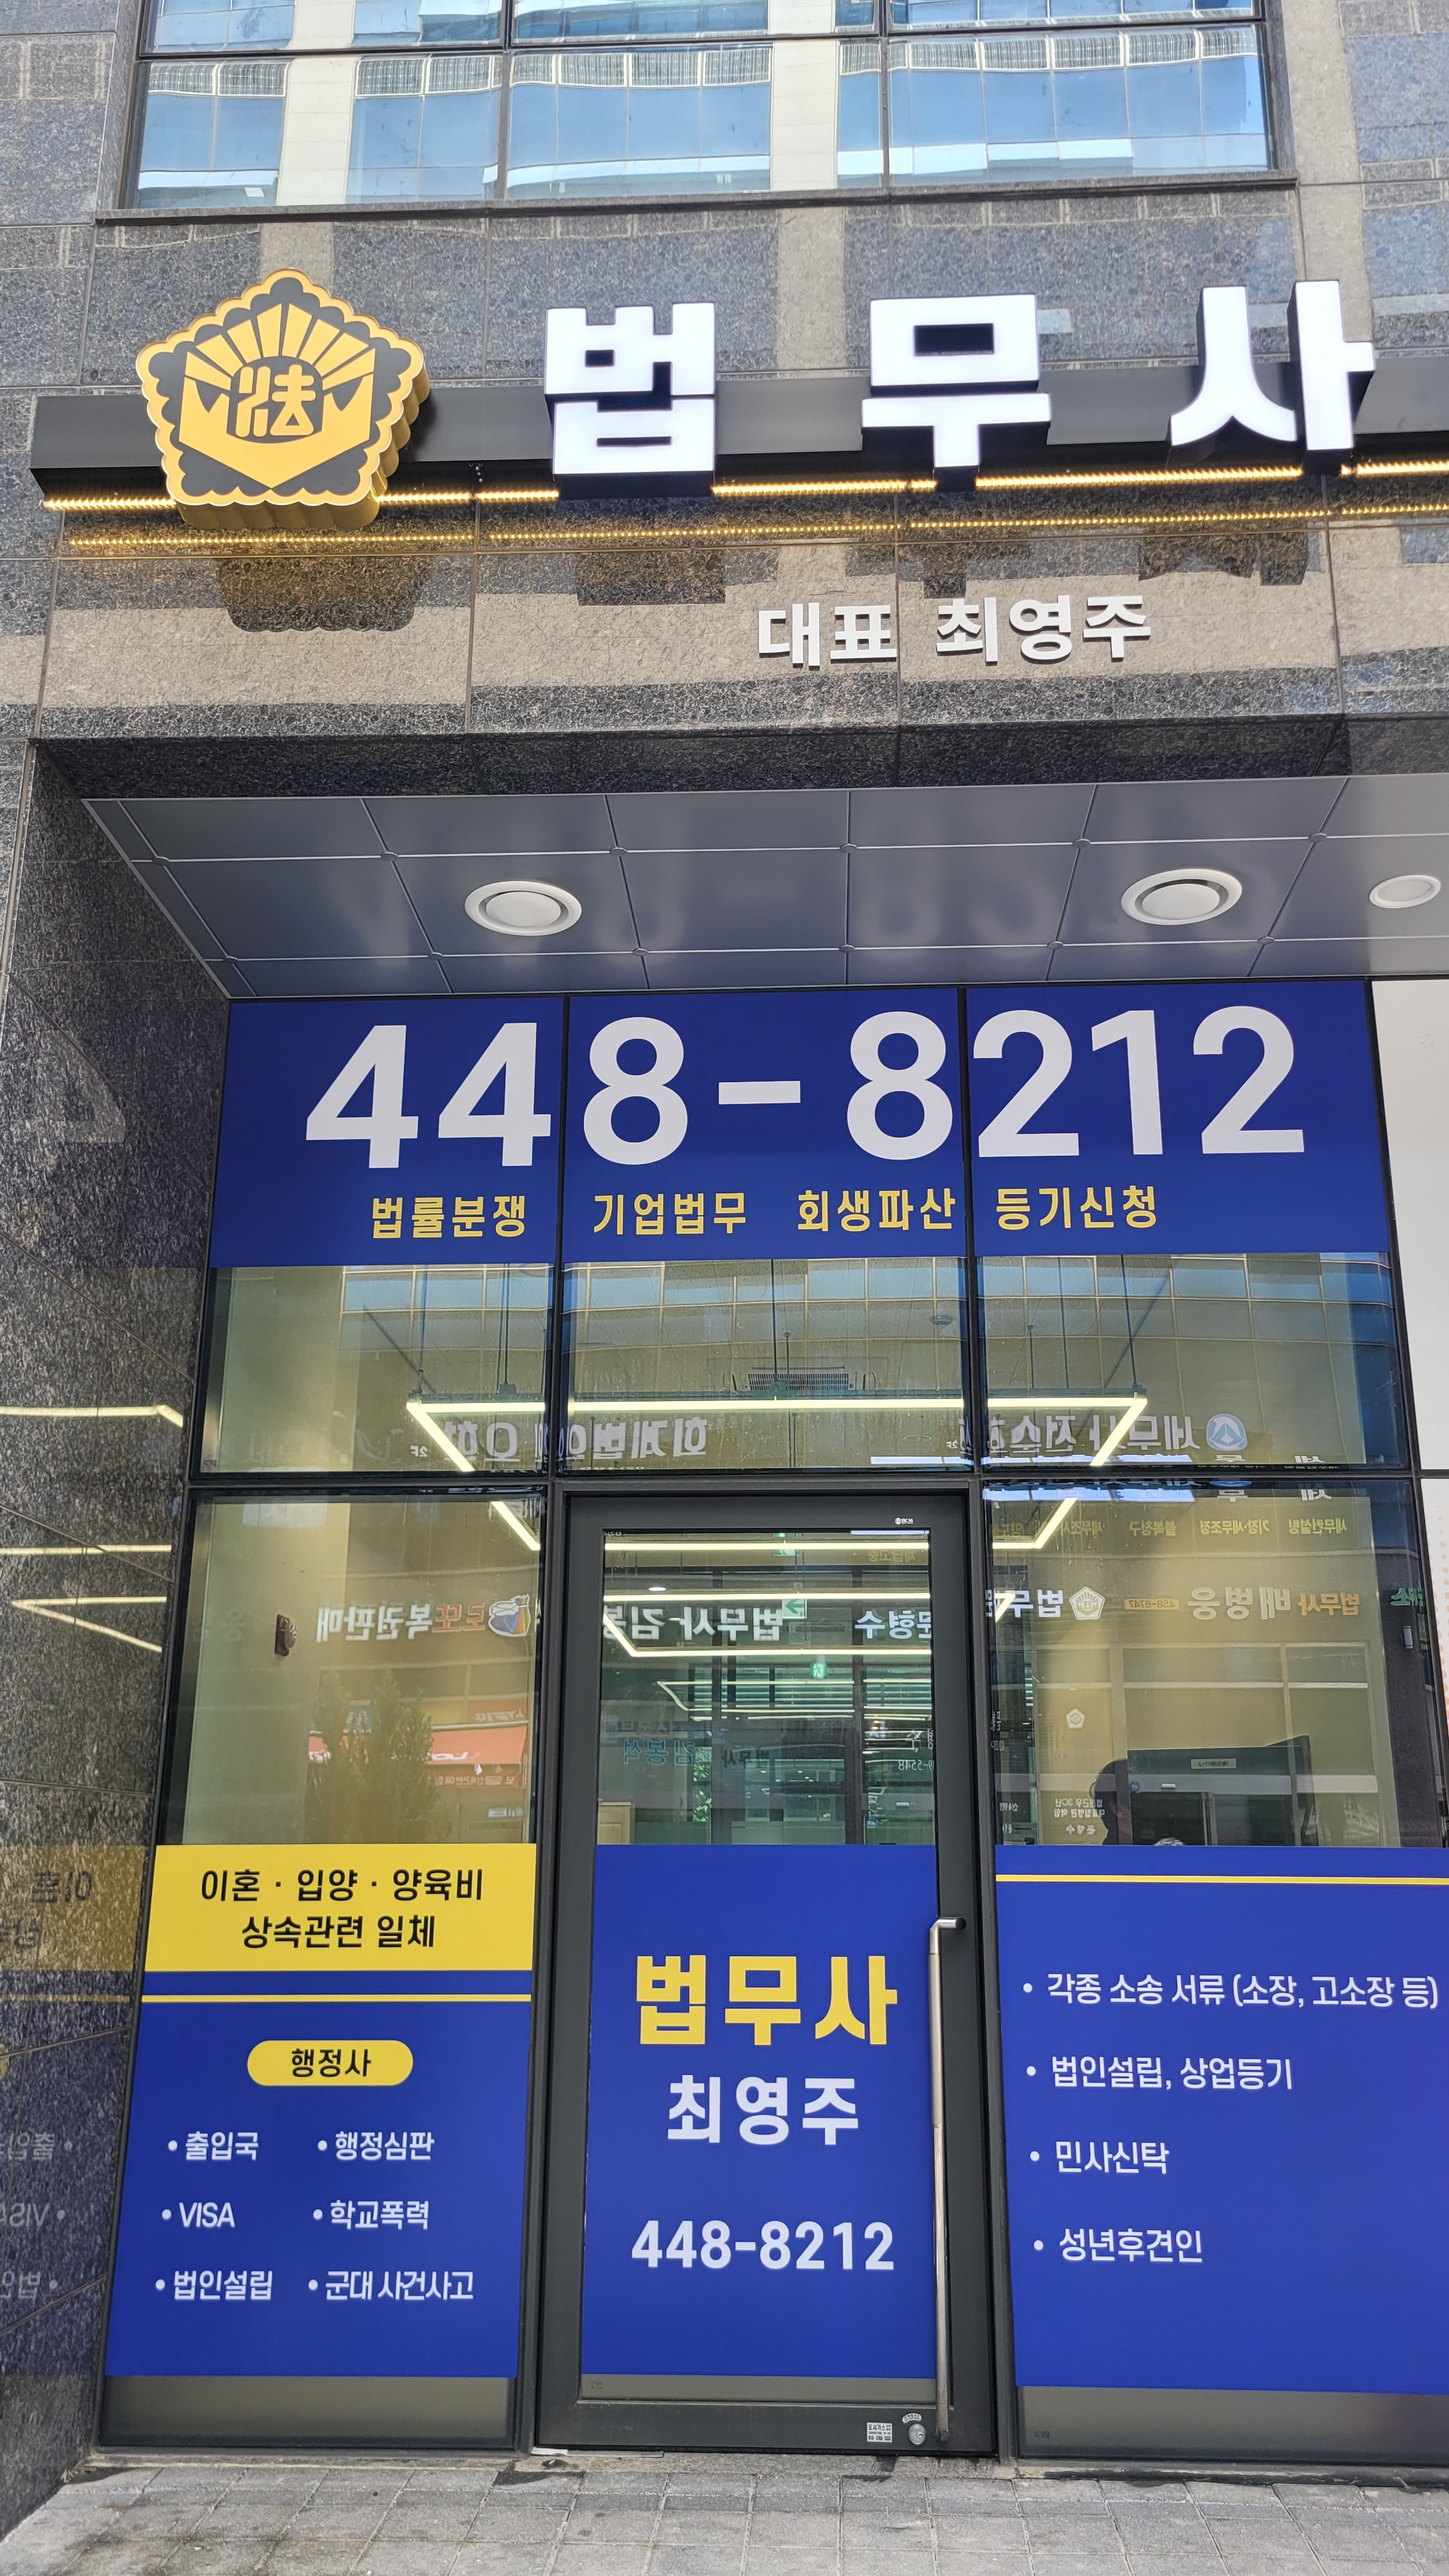 法
법무사
대표 최영주
448-8212
법률분쟁 기업법무 회생파산 등기신청
이혼 · 입양 · 양육비
상속관련 일체
행정사
• 출입국 • 행정심판
• VISA • 학교폭력
• 법인설립 • 군대 사건사고
법무사
최영주
448-8212
• 각종 소송 서류 (소장, 고소장 등)
• 법인설립, 상업등기
• 민사신탁
• 성년후견인